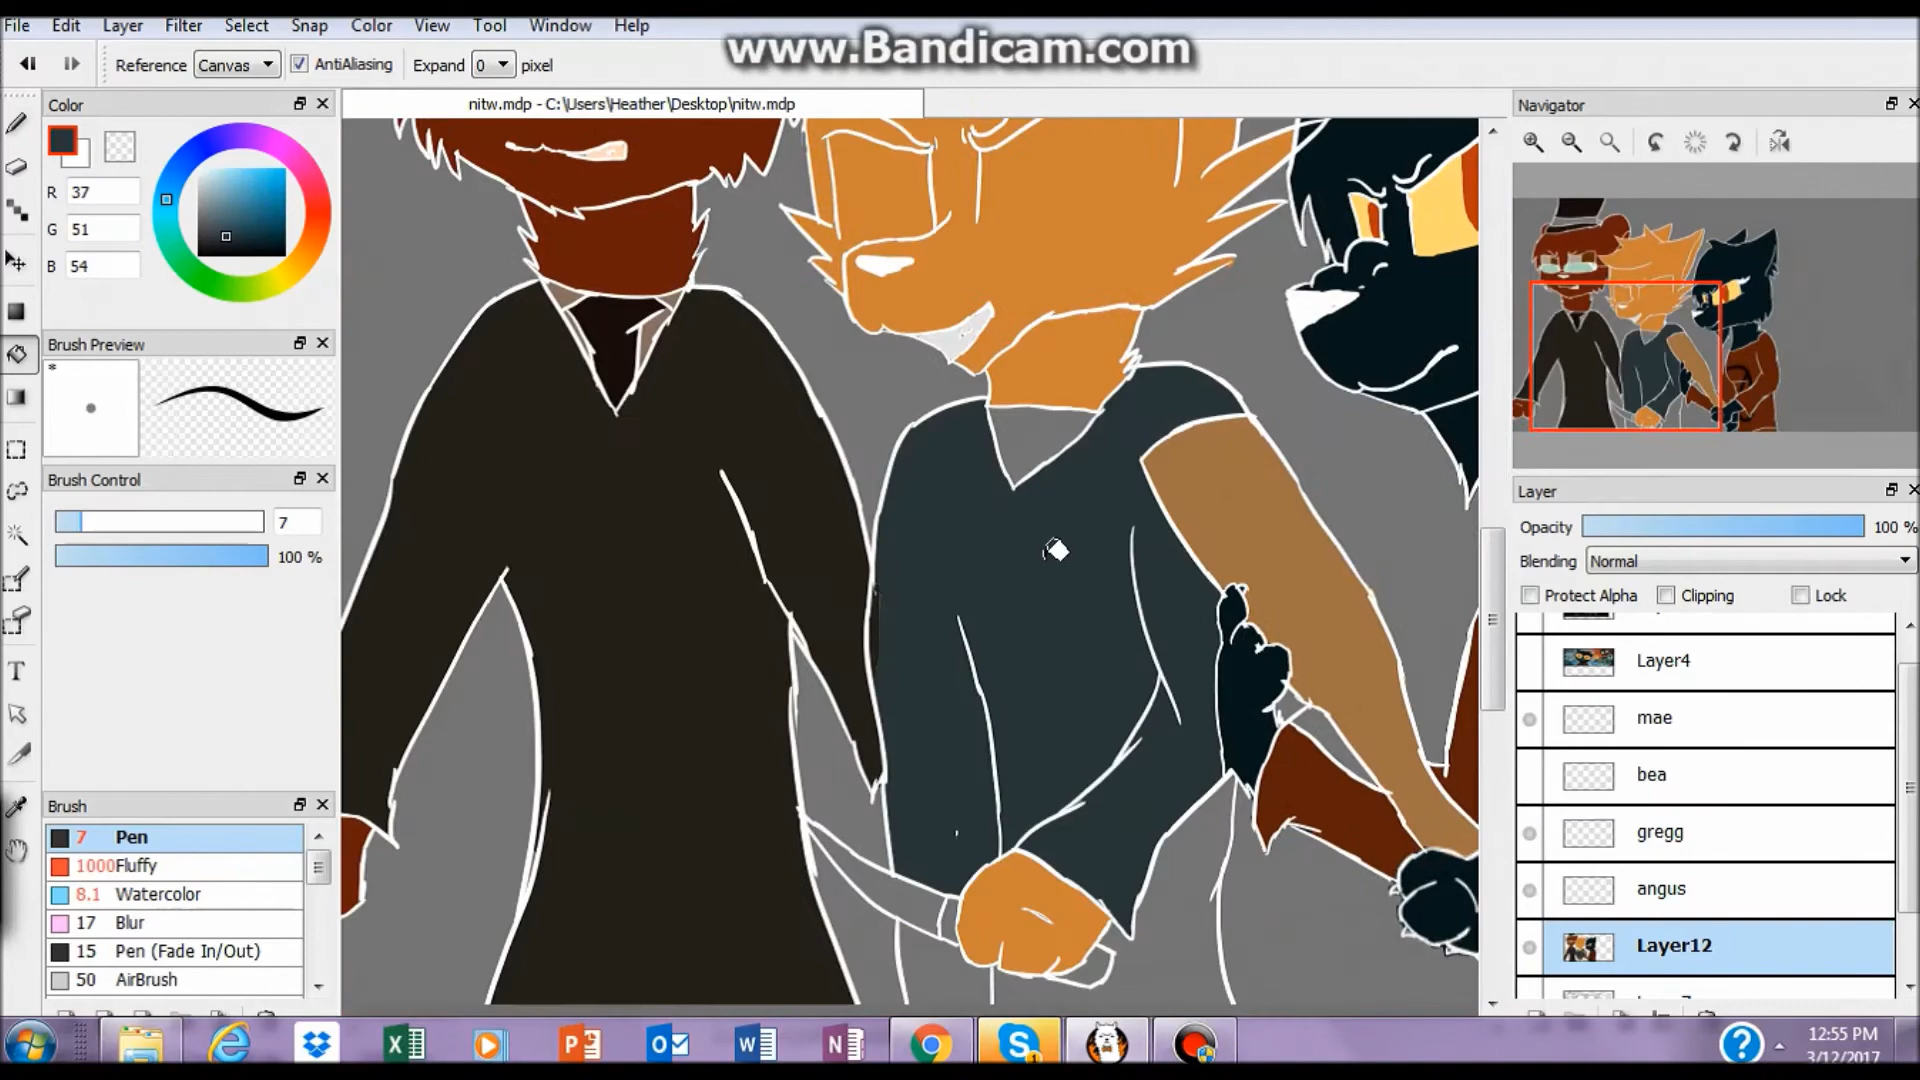 File Edit Layer Filter Select Snap Color View Tool Window Help
www.Bandicam.com
Reference Canvas AntiAliasing Expand 0 pixel
Color
nitw.mdp - C:\Users\Heather\Desktop\nitw.mdp
Navigator
R 37
G 51
B 54
Brush Preview
*
Brush Control
7
100 %
Layer
Opacity 100 %
Blending Normal
Protect Alpha Clipping Lock
Layer4
mae
bea
gregg
angus
Layer12
Brush
7 Pen
1000 Fluffy
8.1 Watercolor
17 Blur
15 Pen (Fade In/Out)
50 AirBrush
T
12:55 PM
3/12/2017